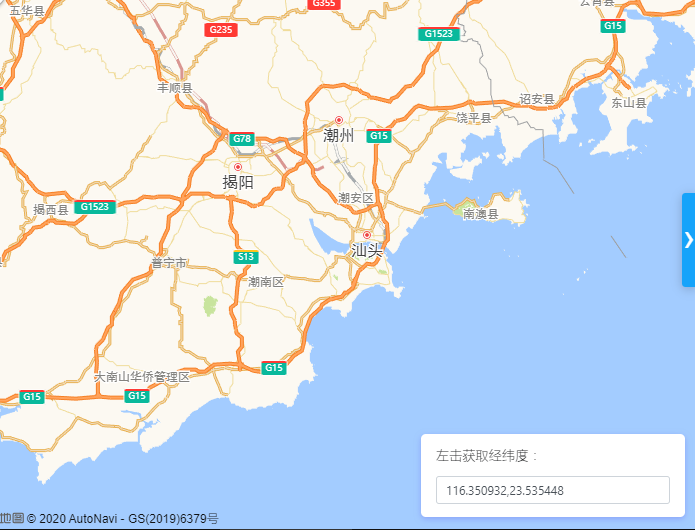 五华县
云霄县
G355
G235
G1523
G15
丰顺县
诏安县
东山县
饶平县
潮州
G78
G15
揭阳
揭西县
G1523
潮安区
南澳县
汕头
S13
普宁市
潮南区
G15
大南山华侨管理区
G15
G15
左击获取经纬度：
116.350932,23.535448
地图 © 2020 AutoNavi - GS(2019)6379号